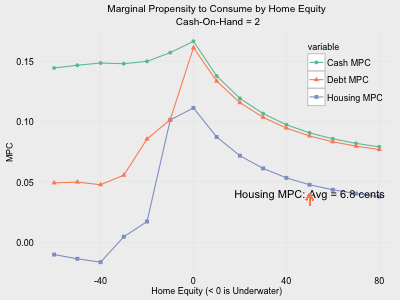 Marginal Propensity to Consume by Home Equity
Cash-On-Hand = 2
variable
Cash MPC
Debt MPC
Housing MPC
0.15
0.10
0.05
0.00
MPC
Housing MPC: Avg = 6.8 cents
-40
0
40
80
Home Equity (< 0 is Underwater)